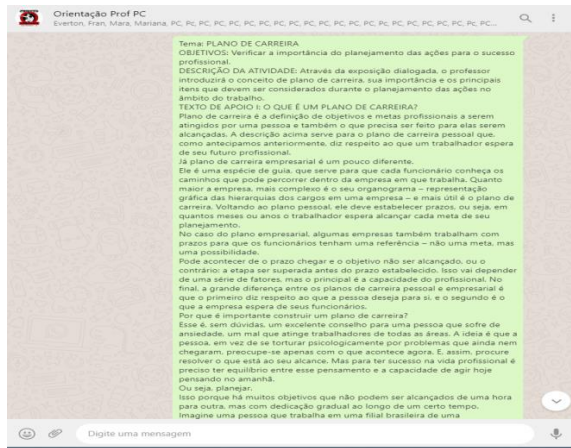 Orientação Prof PC
Everton, Fran, Mara, Mariana, PC, Pc, PC, PC, PC, PC, PC, PC, PC, PC, PC, PC, Pc, PC, PC, PC, PC, Pc, PC...
Tema: PLANO DE CARREIRA
OBJETIVOS: Verificar a importância do planejamento das ações para o sucesso
profissional.
DESCRIÇÃO DA ATIVIDADE: Através da exposição dialogada, o professor
introduzirá o conceito de plano de carreira, sua importância e os principais
itens que devem ser considerados durante o planejamento das ações no
âmbito do trabalho.
TEXTO DE APOIO I: O QUE É UM PLANO DE CARREIRA?
Plano de carreira é a definição de objetivos e metas profissionais a serem
atingidos por uma pessoa e também o que precisa ser feito para elas serem
alcançadas. A descrição acima serve para o plano de carreira pessoal que,
como antecipamos anteriormente, diz respeito ao que um trabalhador espera
de seu futuro profissional.
Já plano de carreira empresarial é um pouco diferente.
Ele é uma espécie de guia, que serve para que cada funcionário conheça os
caminhos que pode percorrer dentro da empresa em que trabalha. Quanto
maior a empresa, mais complexo é o seu organograma – representação
gráfica das hierarquias dos cargos em uma empresa – e mais útil é o plano de
carreira. Voltando ao plano pessoal, ele deve estabelecer prazos, ou seja, em
quantos meses ou anos o trabalhador espera alcançar cada meta de seu
planejamento.
No caso do plano empresarial, algumas empresas também trabalham com
prazos para que os funcionários tenham uma referência – não uma meta, mas
uma possibilidade.
Pode acontecer de o prazo chegar e o objetivo não ser alcançado, ou o
contrário: a etapa ser superada antes do prazo estabelecido. Isso vai depender
de uma série de fatores, mas o principal é a capacidade do profissional. No
final, a grande diferença entre os planos de carreira pessoal e empresarial é
que o primeiro diz respeito ao que a pessoa deseja para si, e o segundo é o
que a empresa espera de seus funcionários.
Por que é importante construir um plano de carreira?
Esse é, sem dúvidas, um excelente conselho para uma pessoa que sofre de
ansiedade, um mal que atinge trabalhadores de todas as áreas. A ideia é que a
pessoa, em vez de se torturar psicologicamente por problemas que ainda nem
chegaram, preocupe-se apenas com o que acontece agora. E, assim, procure
resolver o que está ao seu alcance. Mas para ter sucesso na vida profissional é
preciso ter equilíbrio entre esse pensamento e a capacidade de agir hoje
pensando no amanhã.
Ou seja, planejar.
Isso porque há muitos objetivos que não podem ser alcançados de uma hora
para outra, mas com dedicação gradual ao longo de um certo tempo.
Imagine uma pessoa que trabalha em uma filial brasileira de uma
Digite uma mensagem